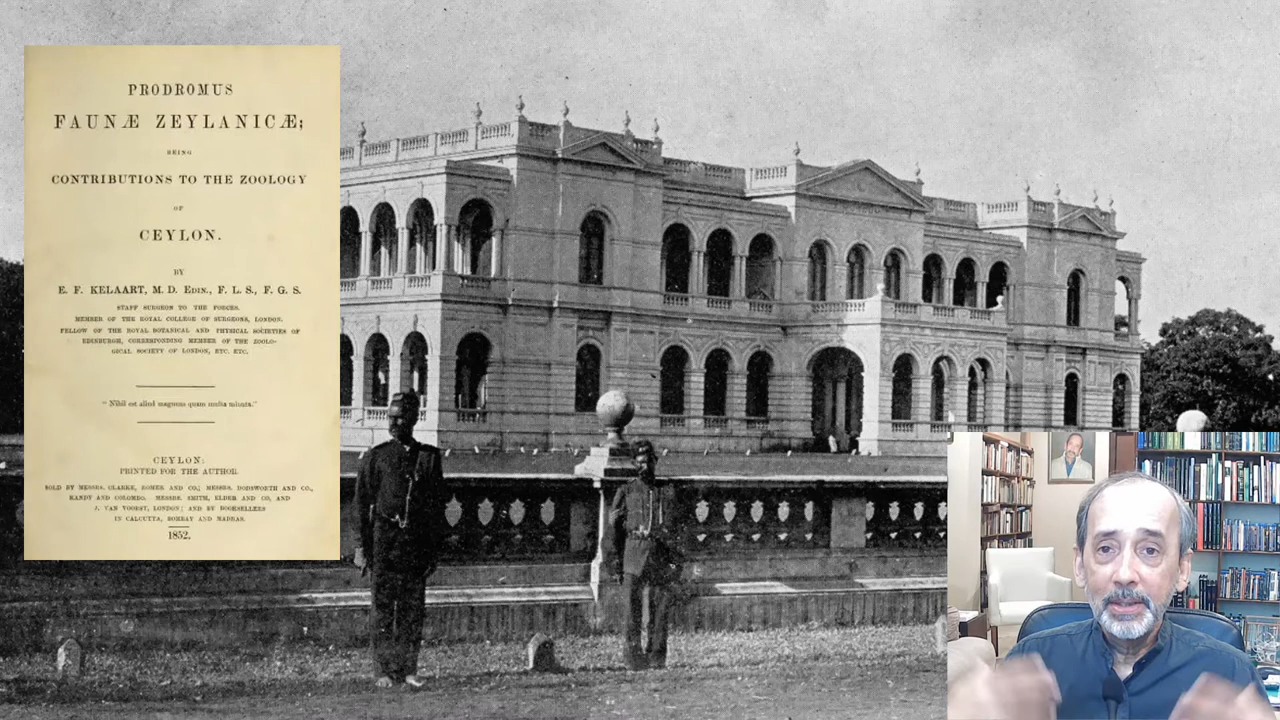 PRODROMUS
FAUNÆ ZEYLANICÆ;
BEING
CONTRIBUTIONS TO THE ZOOLOGY
OF
CEYLON.
BY
E. F. KELAART, M. D. EDIN., F. L. S., F. G. S.
STAFF SURGEON TO THE FORCES.
MEMBER OF THE ROYAL COLLEGE OF SURGEONS, LONDON.
FELLOW OF THE ROYAL BOTANICAL AND PHYSICAL SOCIETIES OF
EDINBURGH, CORRESPONDING MEMBER OF THE ZOOLO-
GICAL SOCIETY OF LONDON, ETC. ETC.
"Nihil est aliud magnum quam multa minuta."
CEYLON:
PRINTED FOR THE AUTHOR.
SOLD BY MESSRS. CLARKE, ROMER AND CO.; MESSRS. DODSWORTH AND CO.,
KANDY AND COLOMBO. MESSRS. SMITH, ELDER AND CO, AND
J. VAN VOORST, LONDON; AND BY BOOKSELLERS
IN CALCUTTA, BOMBAY AND MADRAS.
1852.